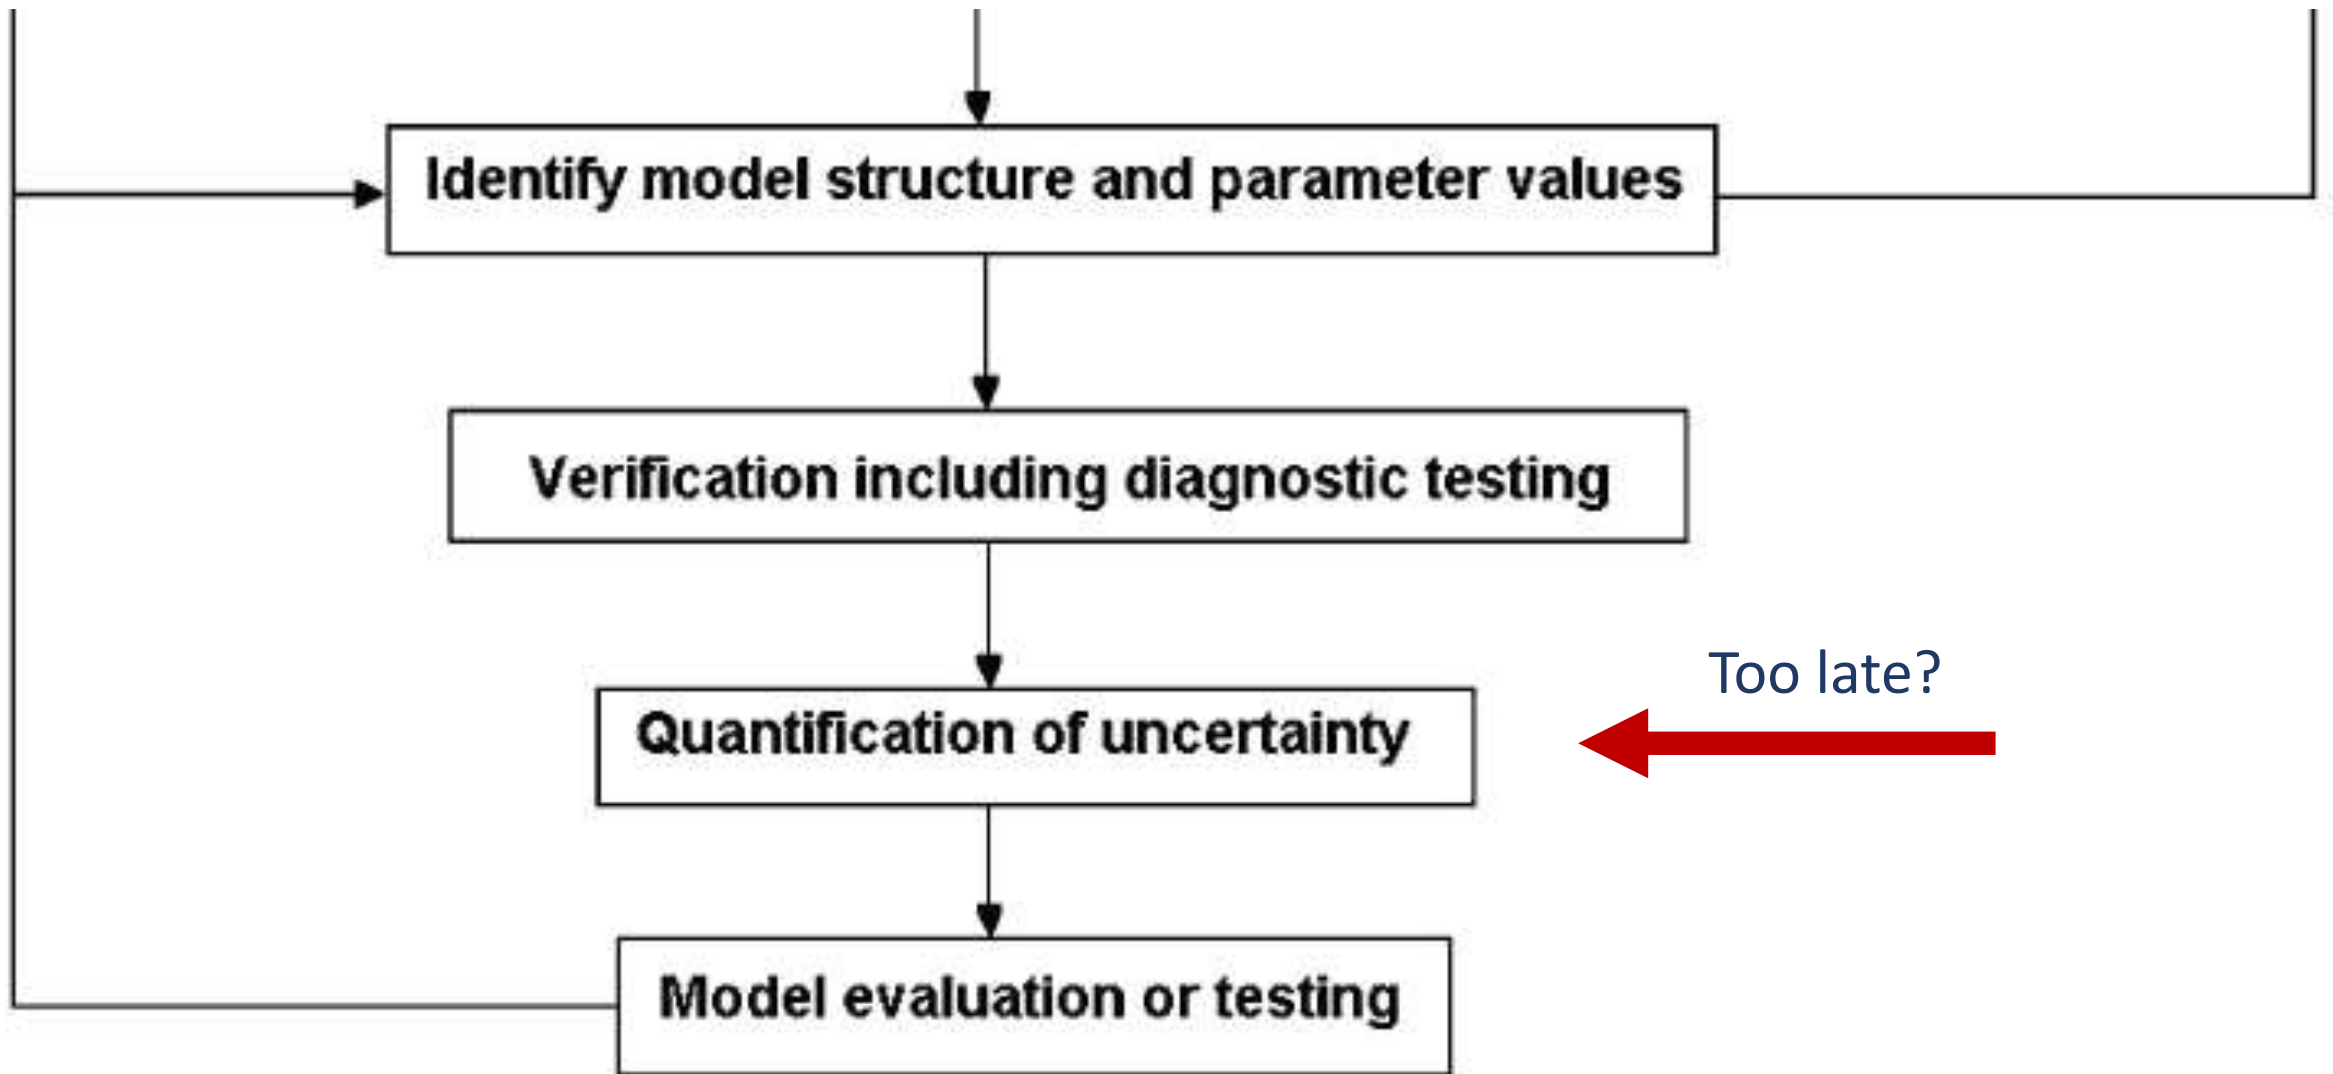 Identify model structure and parameter values
Verification including diagnostic testing
Too late?
Quantification of uncertainty
Model evaluation or testing